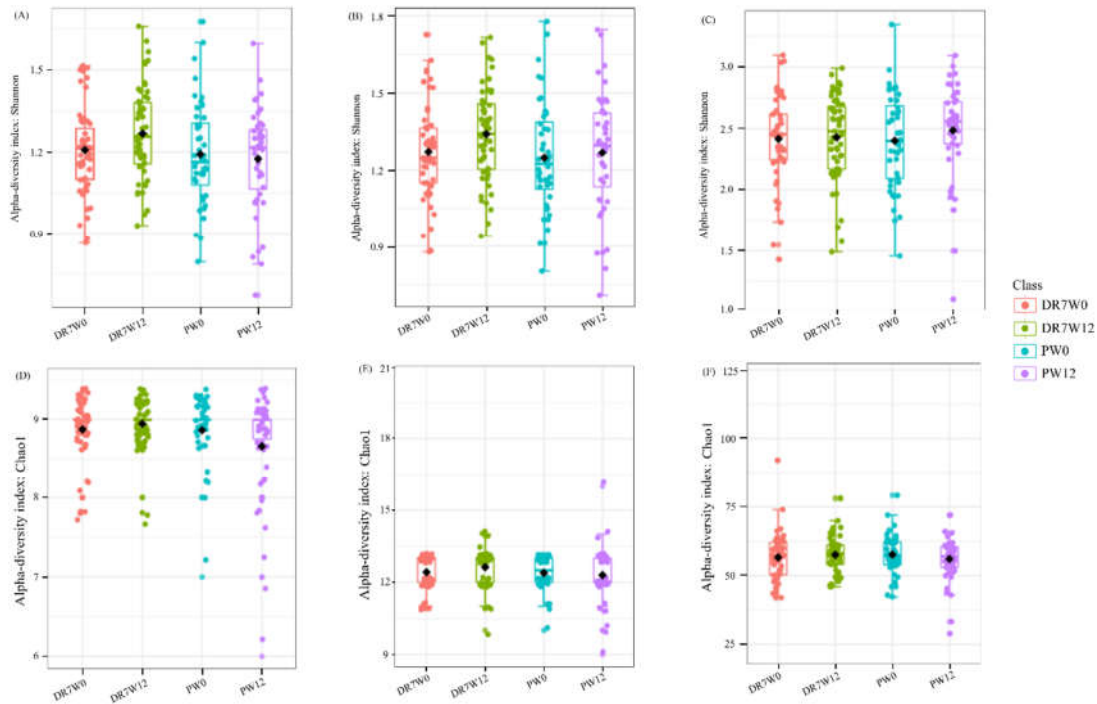 (A)
Alpha-diversity index: Shannon
1.5
1.2
0.9
DR7W0
DR7W12
PW0
PW12
(B)
Alpha-diversity index: Shannon
1.8
1.5
1.2
0.9
DR7W0
DR7W12
PW0
PW12
(C)
Alpha-diversity index: Shannon
3.0
2.5
2.0
1.5
1.0
DR7W0
DR7W12
PW0
PW12
Class
DR7W0
DR7W12
PW0
PW12
(D)
Alpha-diversity index: Chao1
9
8
7
6
DR7W0
DR7W12
PW0
PW12
(E)
Alpha-diversity index: Chao1
21
18
15
12
9
DR7W0
DR7W12
PW0
PW12
(F)
Alpha-diversity index: Chao1
125
100
75
50
25
DR7W0
DR7W12
PW0
PW12